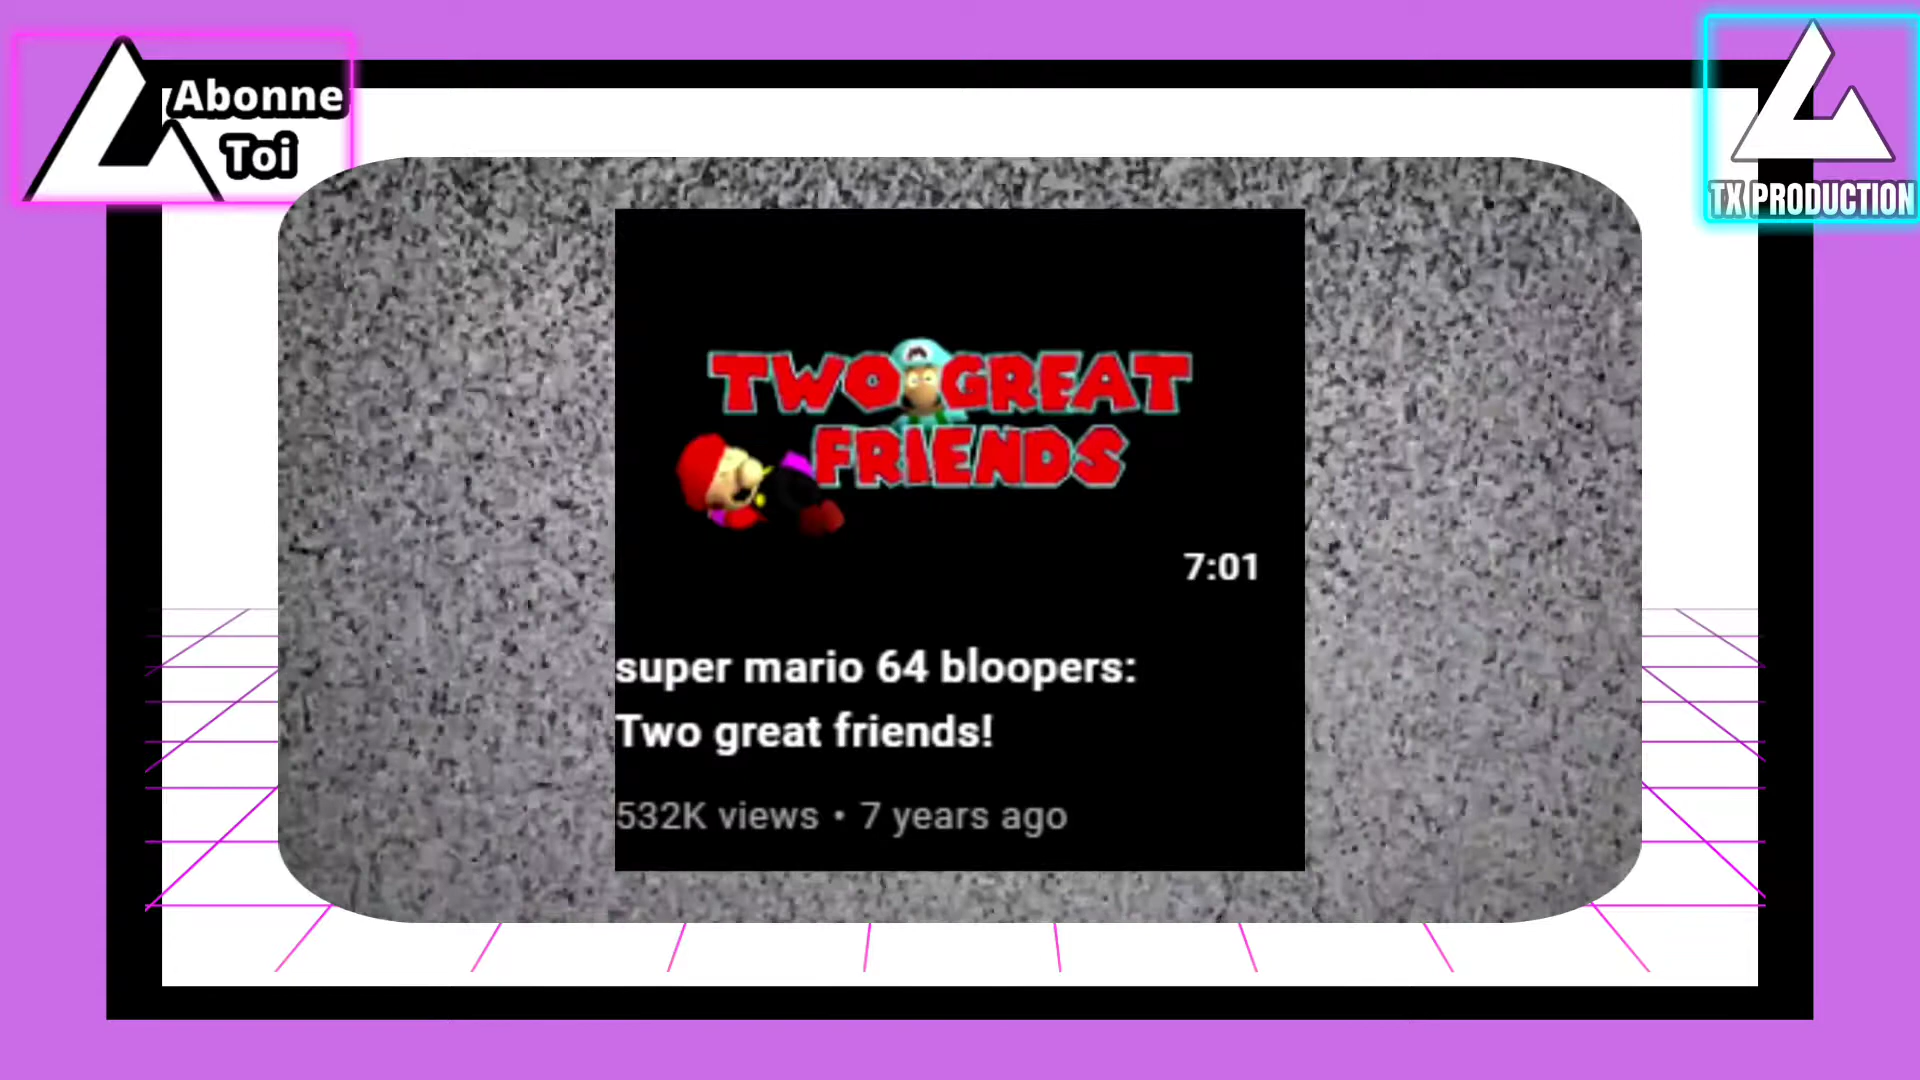 Abonne
Toi
TX PRODUCTION
TWO GREAT
FRIENDS
7:01
super mario 64 bloopers:
Two great friends!
532K views • 7 years ago